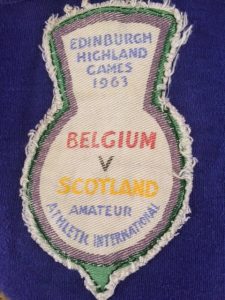 EDINBURGH
HIGHLAND
GAMES
1963
BELGIUM
V
SCOTLAND
AMATEUR
ATHLETIC INTERNATIONAL